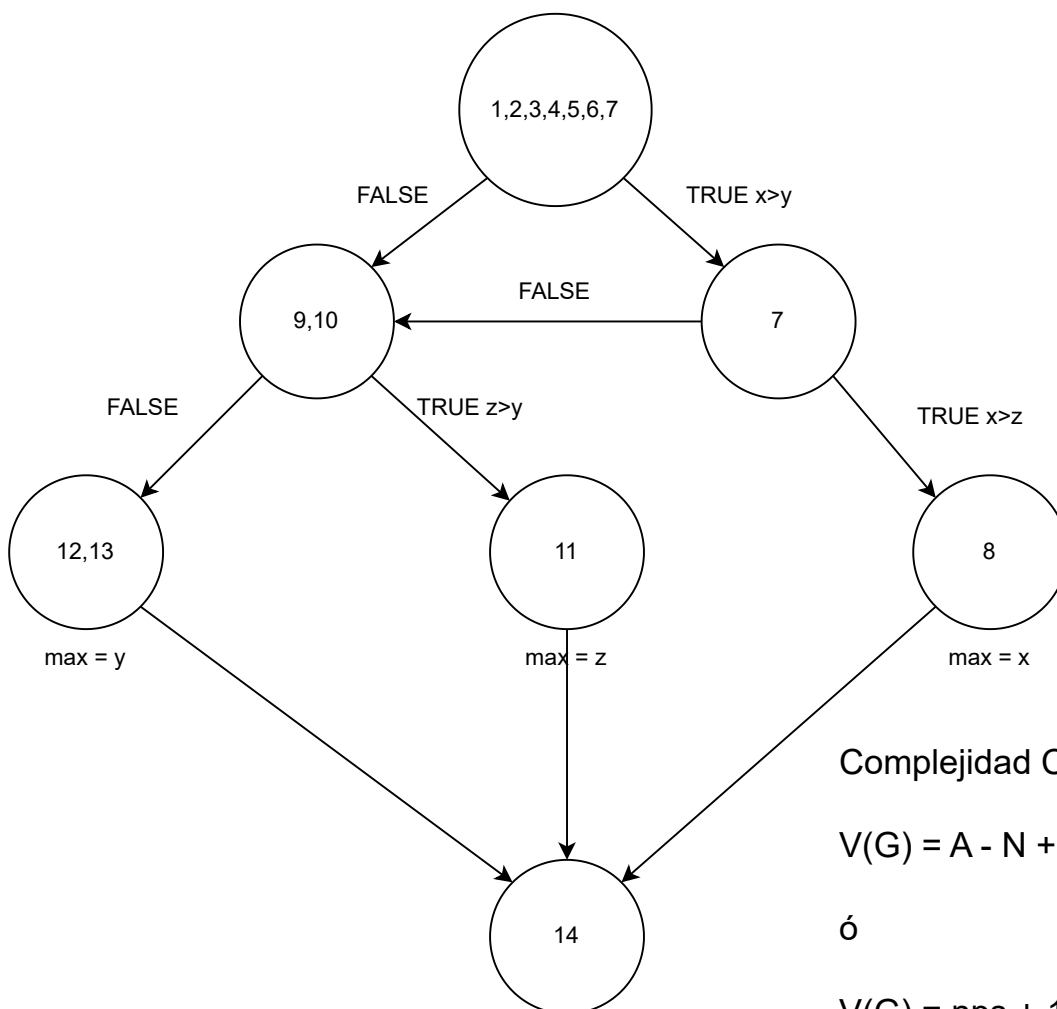 1,2,3,4,5,6,7
FALSE
TRUE x>y
FALSE
9,10
7
FALSE
TRUE z>y
TRUE x>z
12,13
11
8
max = y
max = z
max = x
Complejidad
V(G) = A - N +
ó
14